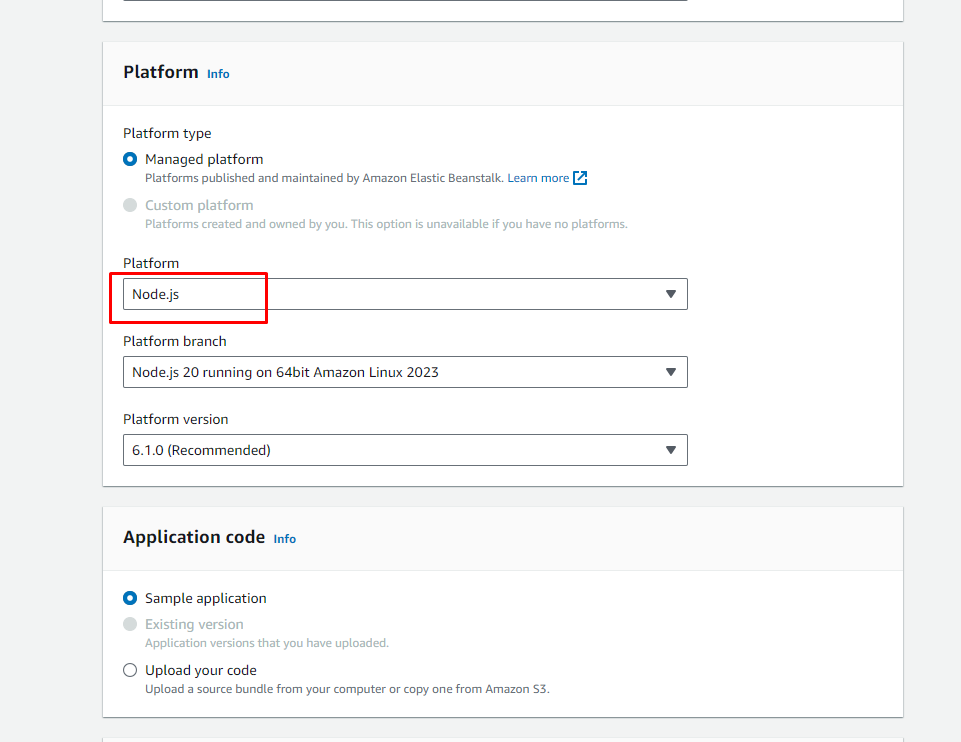 Platform Info
Platform type
Managed platform
Platforms published and maintained by Amazon Elastic Beanstalk. Learn more
Custom platform
Platforms created and owned by you. This option is unavailable if you have no platforms.
Platform
Node.js
Platform branch
Node.js 20 running on 64bit Amazon Linux 2023
Platform version
6.1.0 (Recommended)
Application code Info
Sample application
Existing version
Application versions that you have uploaded.
Upload your code
Upload a source bundle from your computer or copy one from Amazon S3.